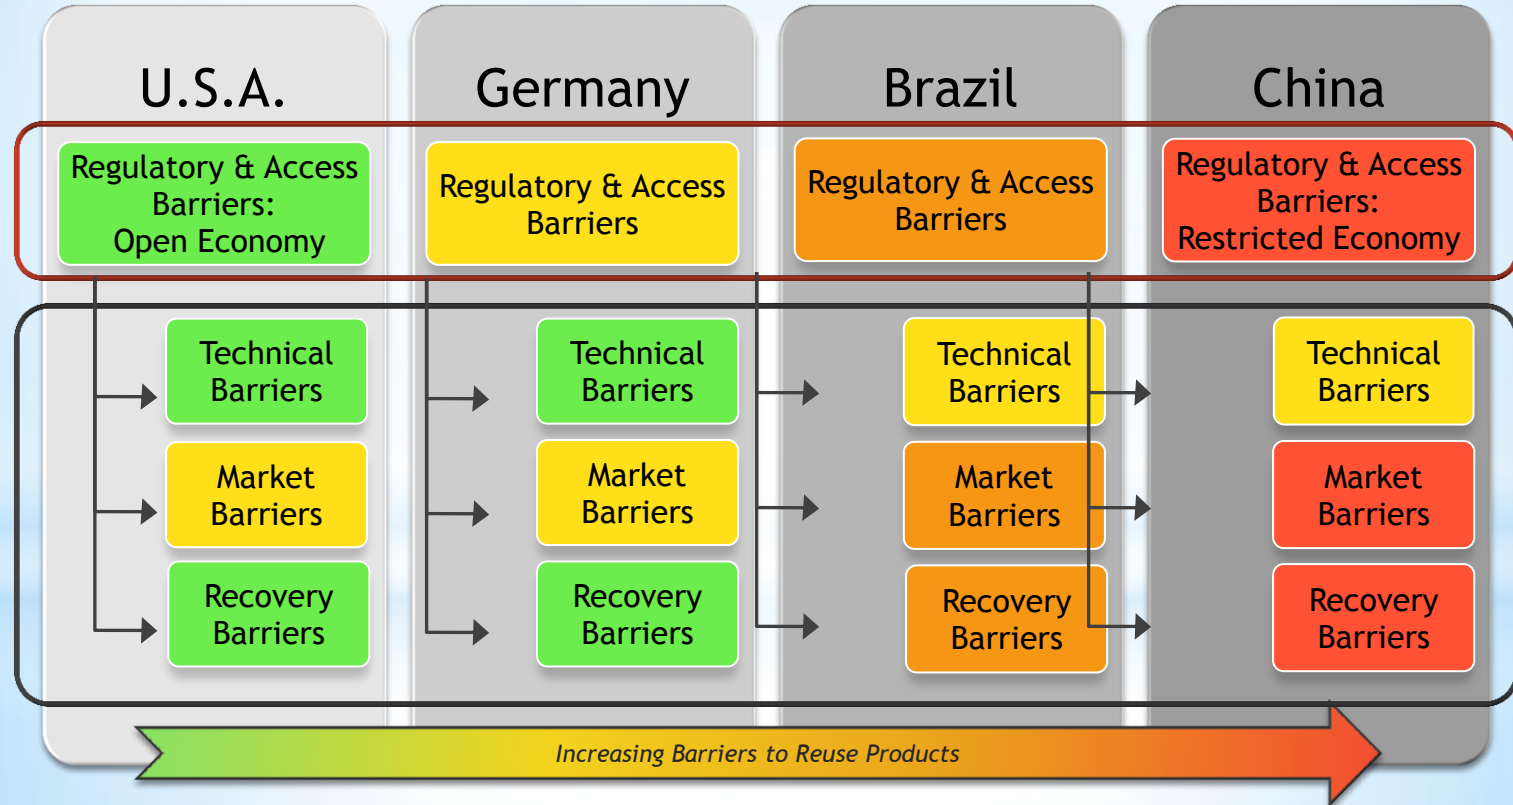 U.S.A.
Germany
Brazil
China
Regulatory & Access
Barriers:
Open Economy
Regulatory & Access
Barriers
Regulatory & Access
Barriers
Regulatory & Access
Barriers:
Restricted Economy
Technical
Barriers
Technical
Barriers
Technical
Barriers
Technical
Barriers
Market
Barriers
Market
Barriers
Market
Barriers
Market
Barriers
Recovery
Barriers
Recovery
Barriers
Recovery
Barriers
Recovery
Barriers
Increasing Barriers to Reuse Products